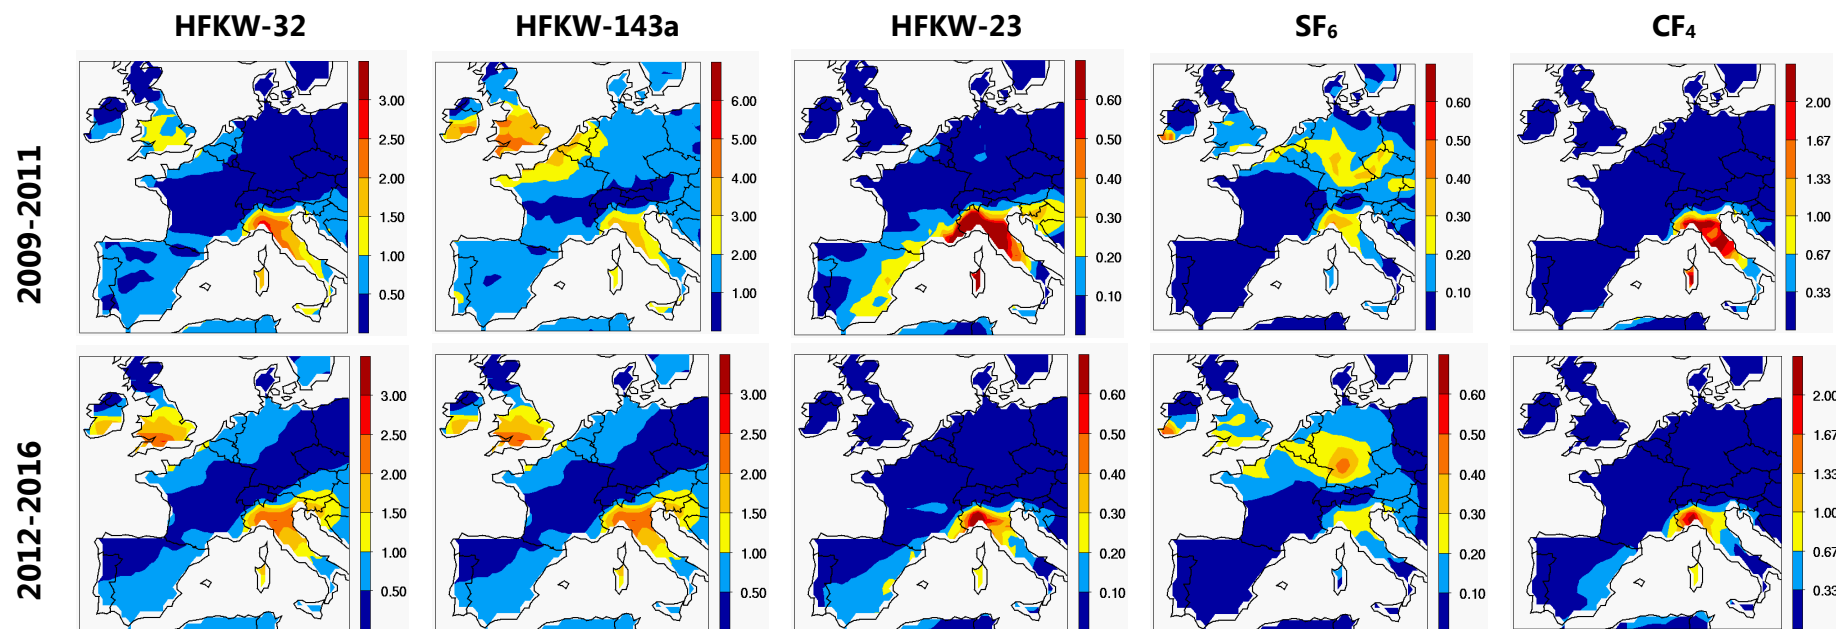 HFKW-32 HFKW-143a HFKW-23 SF₆ CF₄
2009-2011
3.00 6.00 0.60 0.60 2.00
2.50 5.00 0.50 0.50 1.67
2.00 4.00 0.40 0.40 1.33
1.50 3.00 0.30 0.30 1.00
1.00 2.00 0.20 0.20 0.67
0.50 1.00 0.10 0.10 0.33
2012-2016
3.00 3.00 0.60 0.60 2.00
2.50 2.50 0.50 0.50 1.67
2.00 2.00 0.40 0.40 1.33
1.50 1.50 0.30 0.30 1.00
1.00 1.00 0.20 0.20 0.67
0.50 0.50 0.10 0.10 0.33